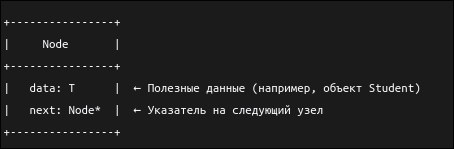 +----------------+
|     Node       |
+----------------+
|   data: T      |  ← Полезные данные (например, объект Student)
|   next: Node*  |  ← Указатель на следующий узел
+----------------+